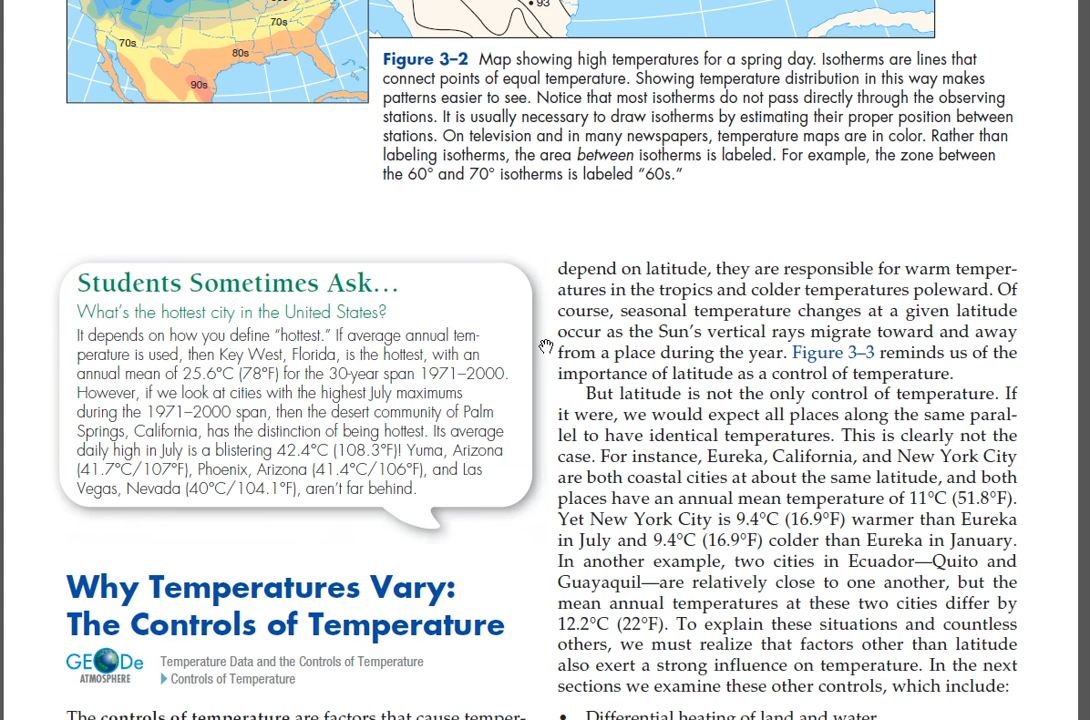 93
70s
70s
80s
90s
Figure 3–2 Map showing high temperatures for a spring day. Isotherms are lines that
connect points of equal temperature. Showing temperature distribution in this way makes
patterns easier to see. Notice that most isotherms do not pass directly through the observing
stations. It is usually necessary to draw isotherms by estimating their proper position between
stations. On television and in many newspapers, temperature maps are in color. Rather than
labeling isotherms, the area between isotherms is labeled. For example, the zone between
the 60° and 70° isotherms is labeled “60s.”
Students Sometimes Ask…
What’s the hottest city in the United States?
It depends on how you define “hottest.” If average annual tem-
perature is used, then Key West, Florida, is the hottest, with an
annual mean of 25.6°C (78°F) for the 30-year span 1971–2000.
However, if we look at cities with the highest July maximums
during the 1971–2000 span, then the desert community of Palm
Springs, California, has the distinction of being hottest. Its average
daily high in July is a blistering 42.4°C (108.3°F)! Yuma, Arizona
(41.7°C/107°F), Phoenix, Arizona (41.4°C/106°F), and Las
Vegas, Nevada (40°C/104.1°F), aren’t far behind.
Why Temperatures Vary:
The Controls of Temperature
GEODe
ATMOSPHERE
Temperature Data and the Controls of Temperature
Controls of Temperature
The controls of temperature are factors that cause temper-
depend on latitude, they are responsible for warm temper-
atures in the tropics and colder temperatures poleward. Of
course, seasonal temperature changes at a given latitude
occur as the Sun’s vertical rays migrate toward and away
from a place during the year. Figure 3–3 reminds us of the
importance of latitude as a control of temperature.
But latitude is not the only control of temperature. If
it were, we would expect all places along the same paral-
lel to have identical temperatures. This is clearly not the
case. For instance, Eureka, California, and New York City
are both coastal cities at about the same latitude, and both
places have an annual mean temperature of 11°C (51.8°F).
Yet New York City is 9.4°C (16.9°F) warmer than Eureka
in July and 9.4°C (16.9°F) colder than Eureka in January.
In another example, two cities in Ecuador—Quito and
Guayaquil—are relatively close to one another, but the
mean annual temperatures at these two cities differ by
12.2°C (22°F). To explain these situations and countless
others, we must realize that factors other than latitude
also exert a strong influence on temperature. In the next
sections we examine these other controls, which include:
• Differential heating of land and water